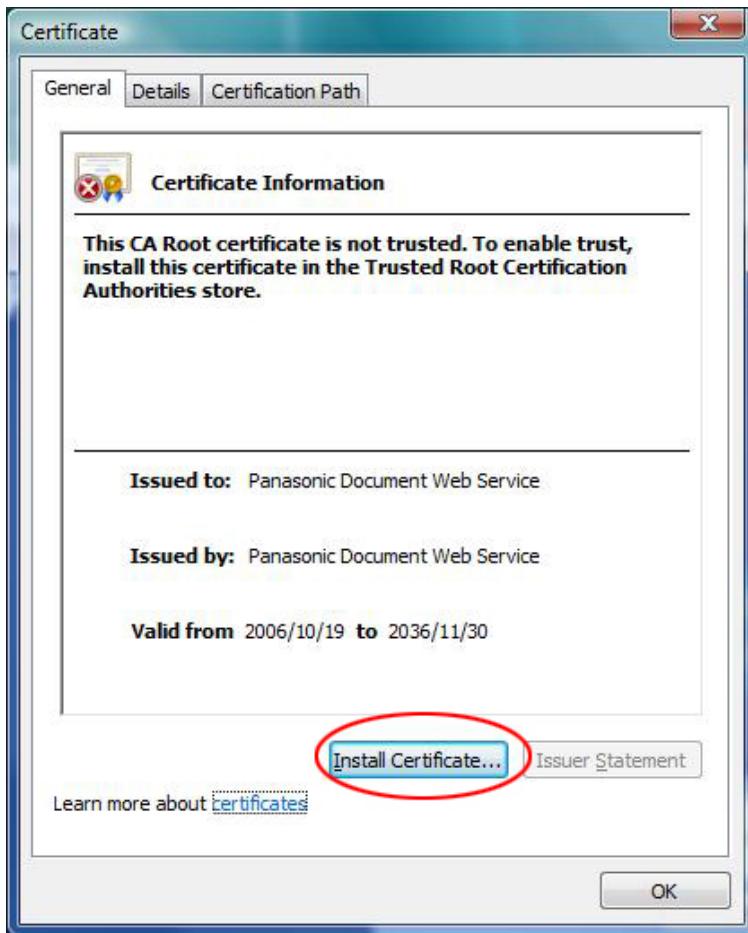 Certificate
General Details Certification Path
Certificate Information
This CA Root certificate is not trusted. To enable trust,
install this certificate in the Trusted Root Certification
Authorities store.
Issued to: Panasonic Document Web Service
Issued by: Panasonic Document Web Service
Valid from 2006/10/19 to 2036/11/30
Install Certificate... Issuer Statement
Learn more about certificates
OK